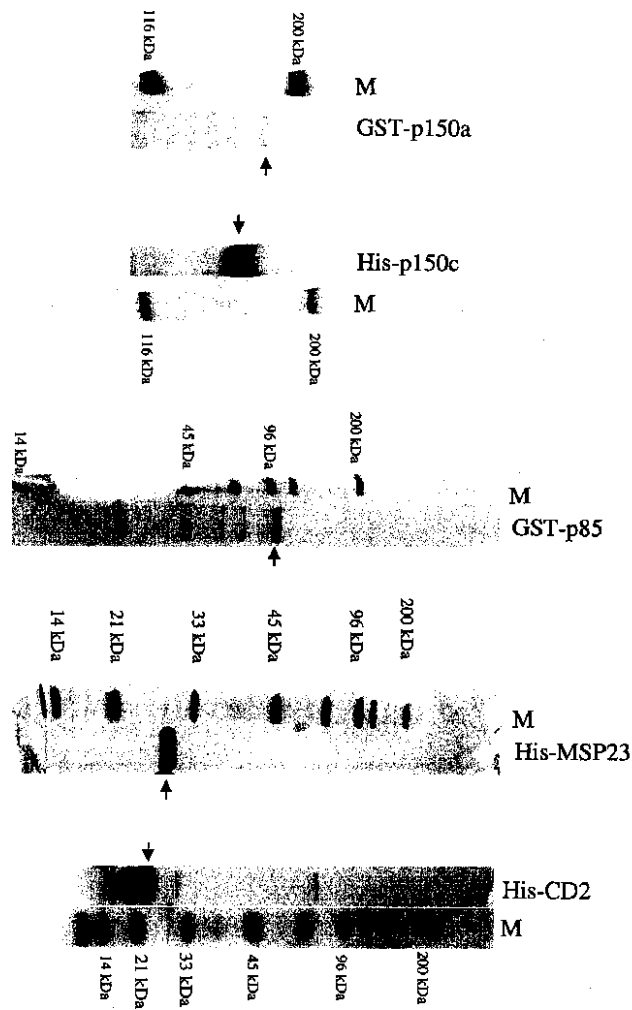 116 kDa
200 kDa
M
GST-p150a
His-p150c
M
116 kDa
200 kDa
14 kDa
45 kDa
96 kDa
200 kDa
M
GST-p85
14 kDa
21 kDa
33 kDa
45 kDa
96 kDa
200 kDa
M
His-MSP23
His-CD2
M
14 kDa
21 kDa
33 kDa
45 kDa
96 kDa
200 kDa